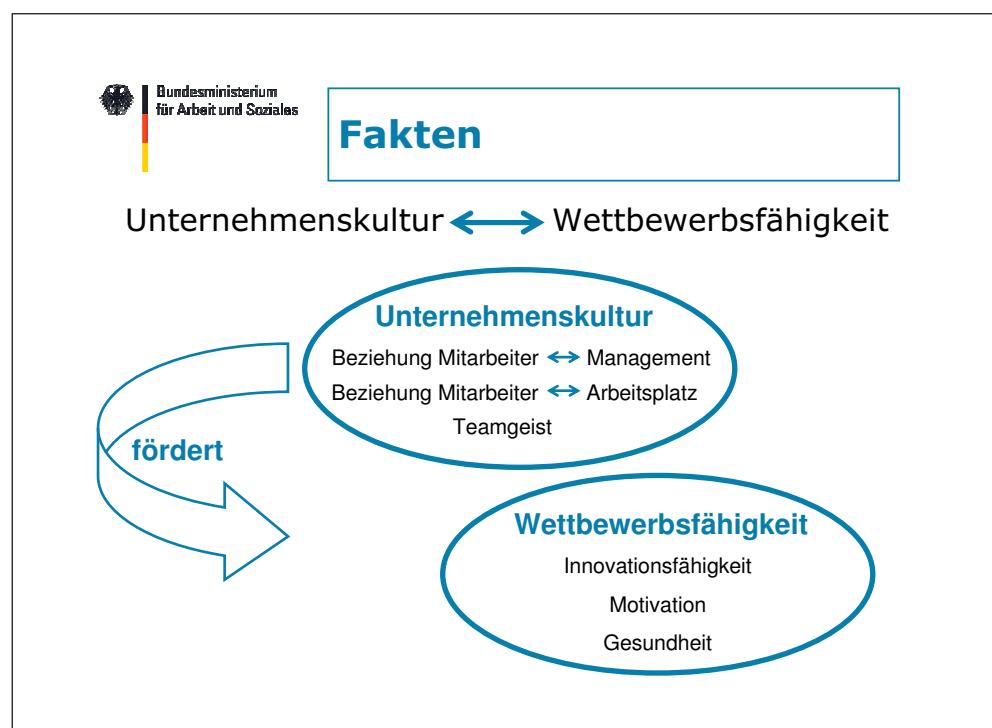 Bundesministerium
für Arbeit und Soziales
Fakten
Unternehmenskultur ↔ Wettbewerbsfähigkeit
Unternehmenskultur
Beziehung Mitarbeiter ↔ Management
Beziehung Mitarbeiter ↔ Arbeitsplatz
Teamgeist
fördert
Wettbewerbsfähigkeit
Innovationsfähigkeit
Motivation
Gesundheit